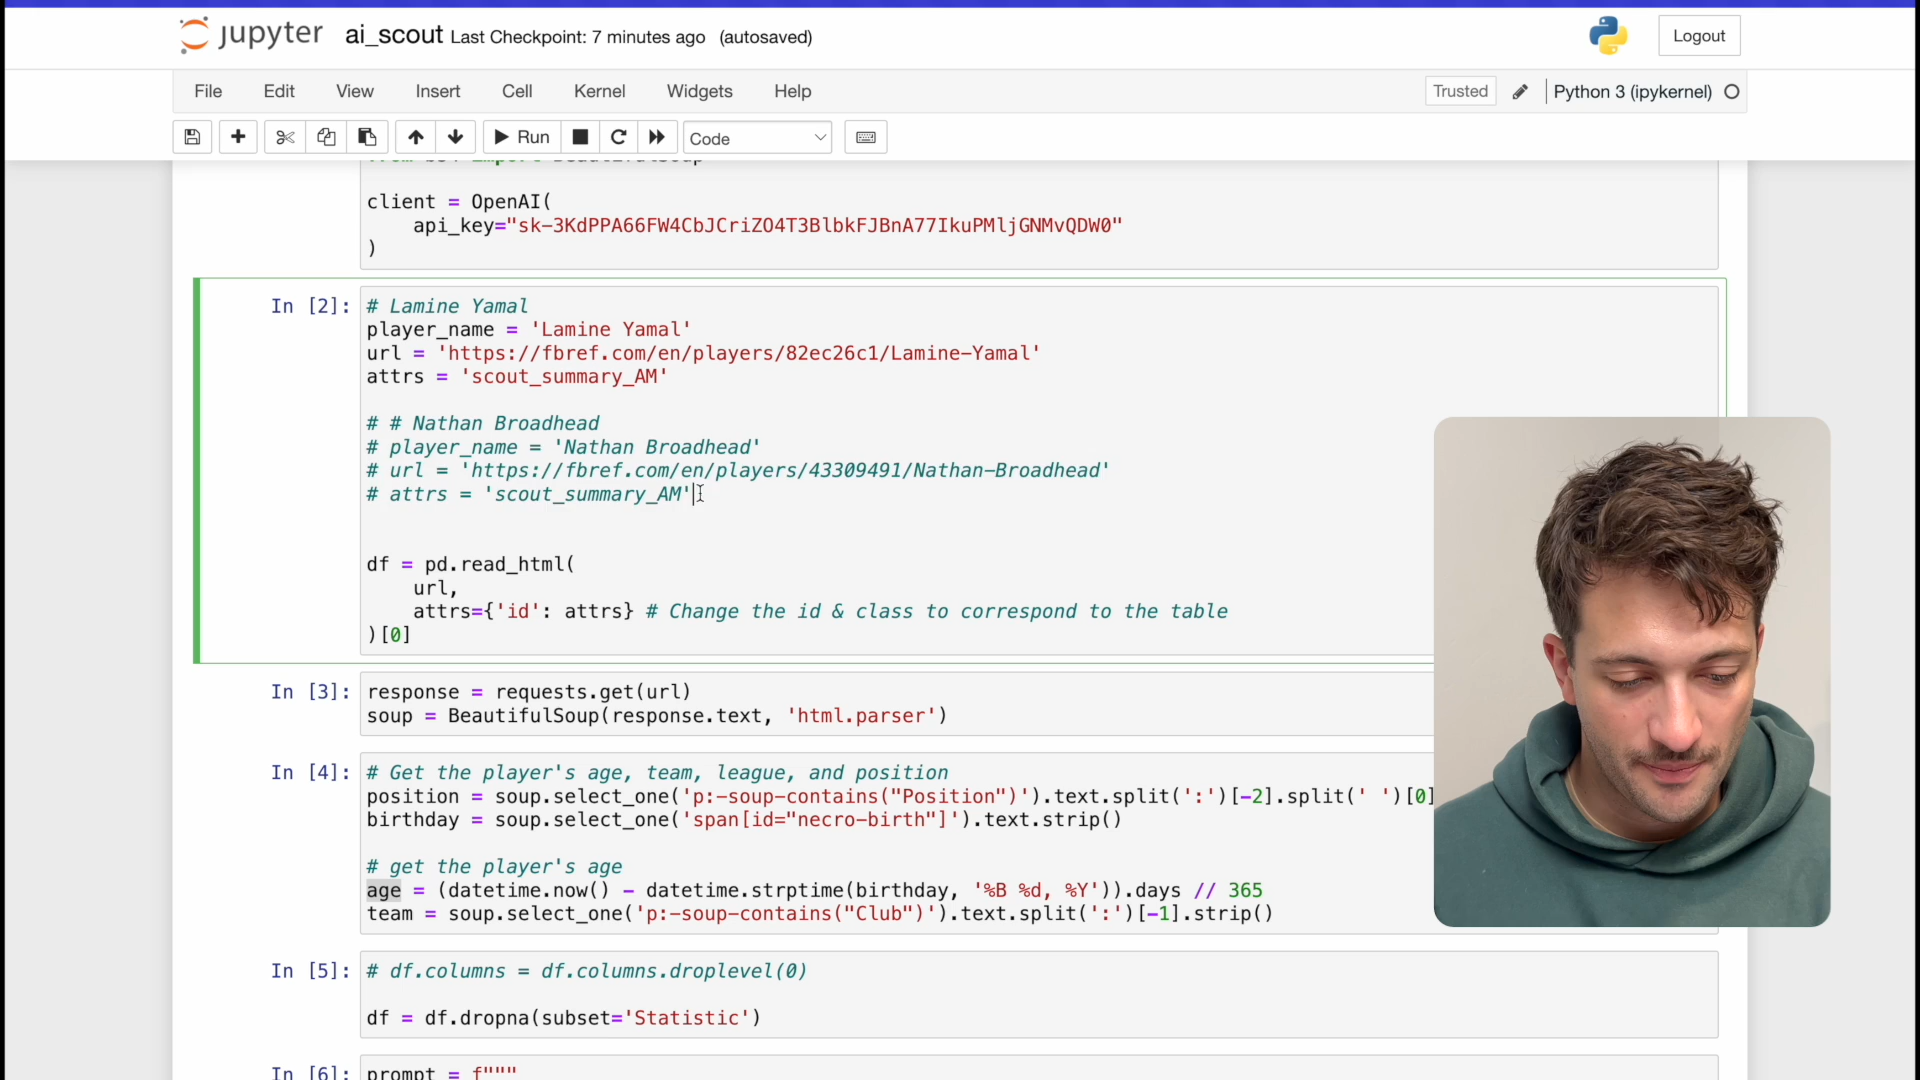 jupyter ai_scout Last Checkpoint: 7 minutes ago (autosaved) Logout
File Edit View Insert Cell Kernel Widgets Help Trusted Python 3 (ipykernel)
Run Code
client = OpenAI(
api_key="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"
)
In [2]: # Lamine Yamal
player_name = 'Lamine Yamal'
url = 'https://fbref.com/en/players/82ec26c1/Lamine-Yamal'
attrs = 'scout_summary_AM'
# # Nathan Broadhead
# player_name = 'Nathan Broadhead'
# url = 'https://fbref.com/en/players/43309491/Nathan-Broadhead'
# attrs = 'scout_summary_AM'
df = pd.read_html(
url,
attrs={'id': attrs} # Change the id & class to correspond to the table
)[0]
In [3]: response = requests.get(url)
soup = BeautifulSoup(response.text, 'html.parser')
In [4]: # Get the player's age, team, league, and position
position = soup.select_one('p:-soup-contains("Position")').text.split(':')[-2].split(' ')[0]
birthday = soup.select_one('span[id="necro-birth"]').text.strip()
# get the player's age
age = (datetime.now() - datetime.strptime(birthday, '%B %d, %Y')).days // 365
team = soup.select_one('p:-soup-contains("Club")').text.split(':')[-1].strip()
In [5]: # df.columns = df.columns.droplevel(0)
df = df.dropna(subset='Statistic')
In [6]: prompt = f"""